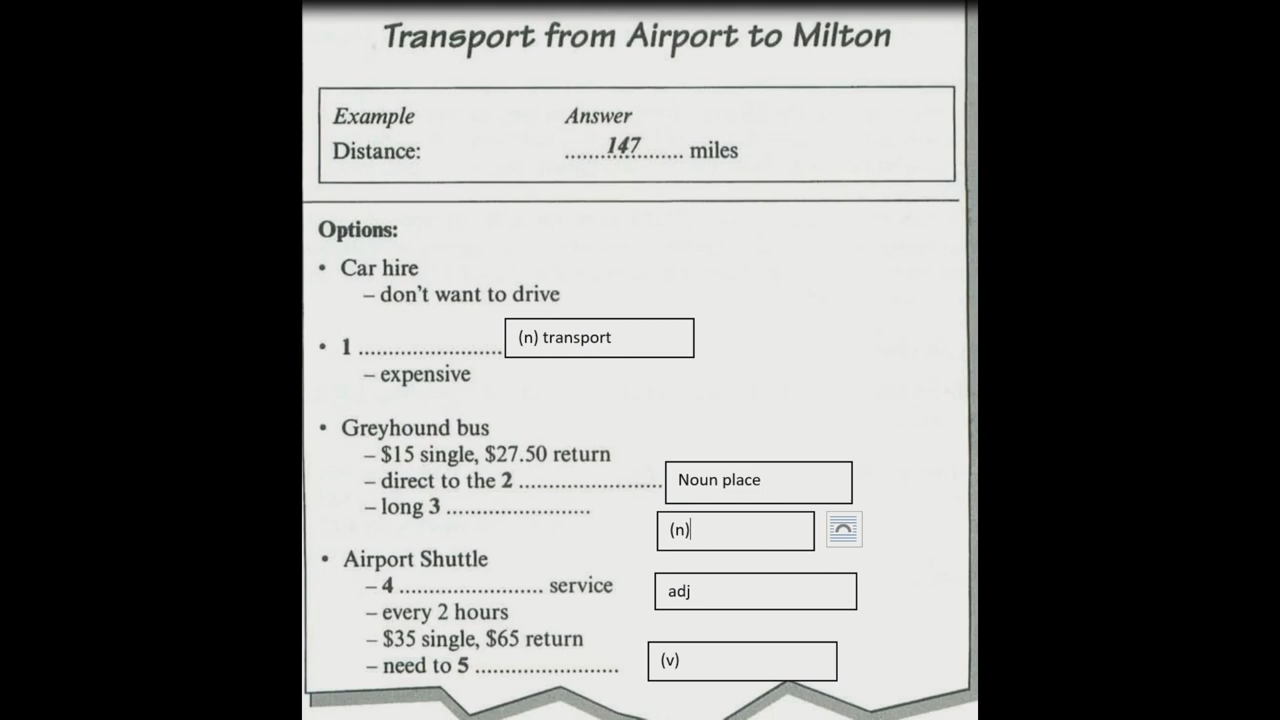 Transport from Airport to Milton
Example Answer
Distance: ..........147.......... miles
Options:
• Car hire
– don't want to drive
• 1 ........................ (n) transport
– expensive
• Greyhound bus
– $15 single, $27.50 return
– direct to the 2 ........................ Noun place
– long 3 ........................
(n)
• Airport Shuttle
– 4 ........................ service adj
– every 2 hours
– $35 single, $65 return
– need to 5 ........................ (v)